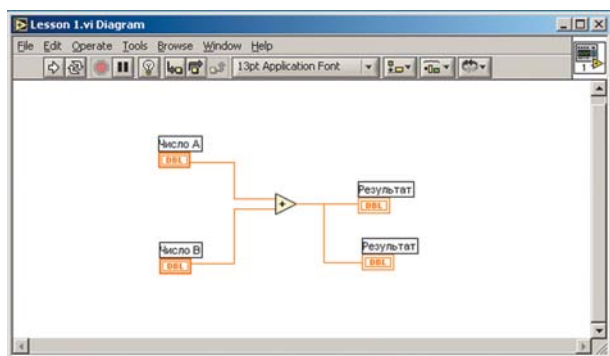 Lesson 1.vi Diagram
File Edit Operate Tools Browse Window Help
13pt Application Font
1
Число A
DBL
Результат
DBL
Число B
DBL
Результат
DBL